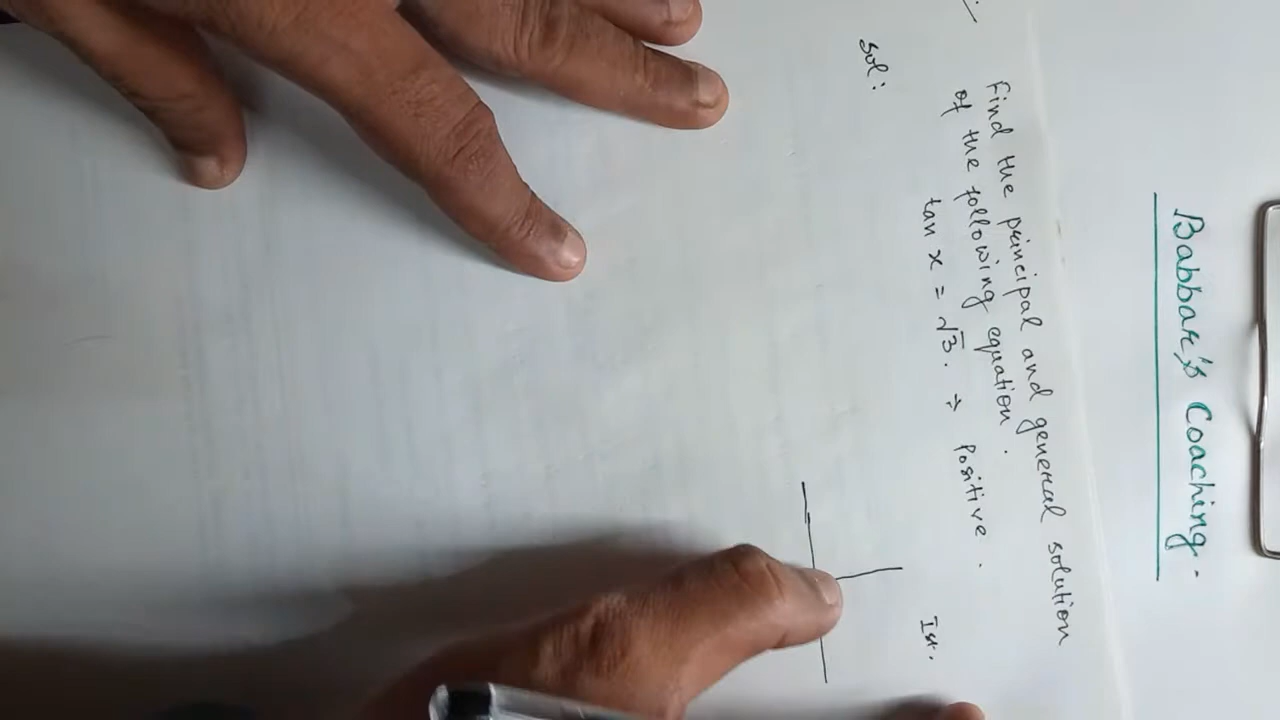 Babbar's Coaching.
Find the principal and general solution
of the following equation.
tan x = √3. ÷ Positive.
Sol:
Ist.